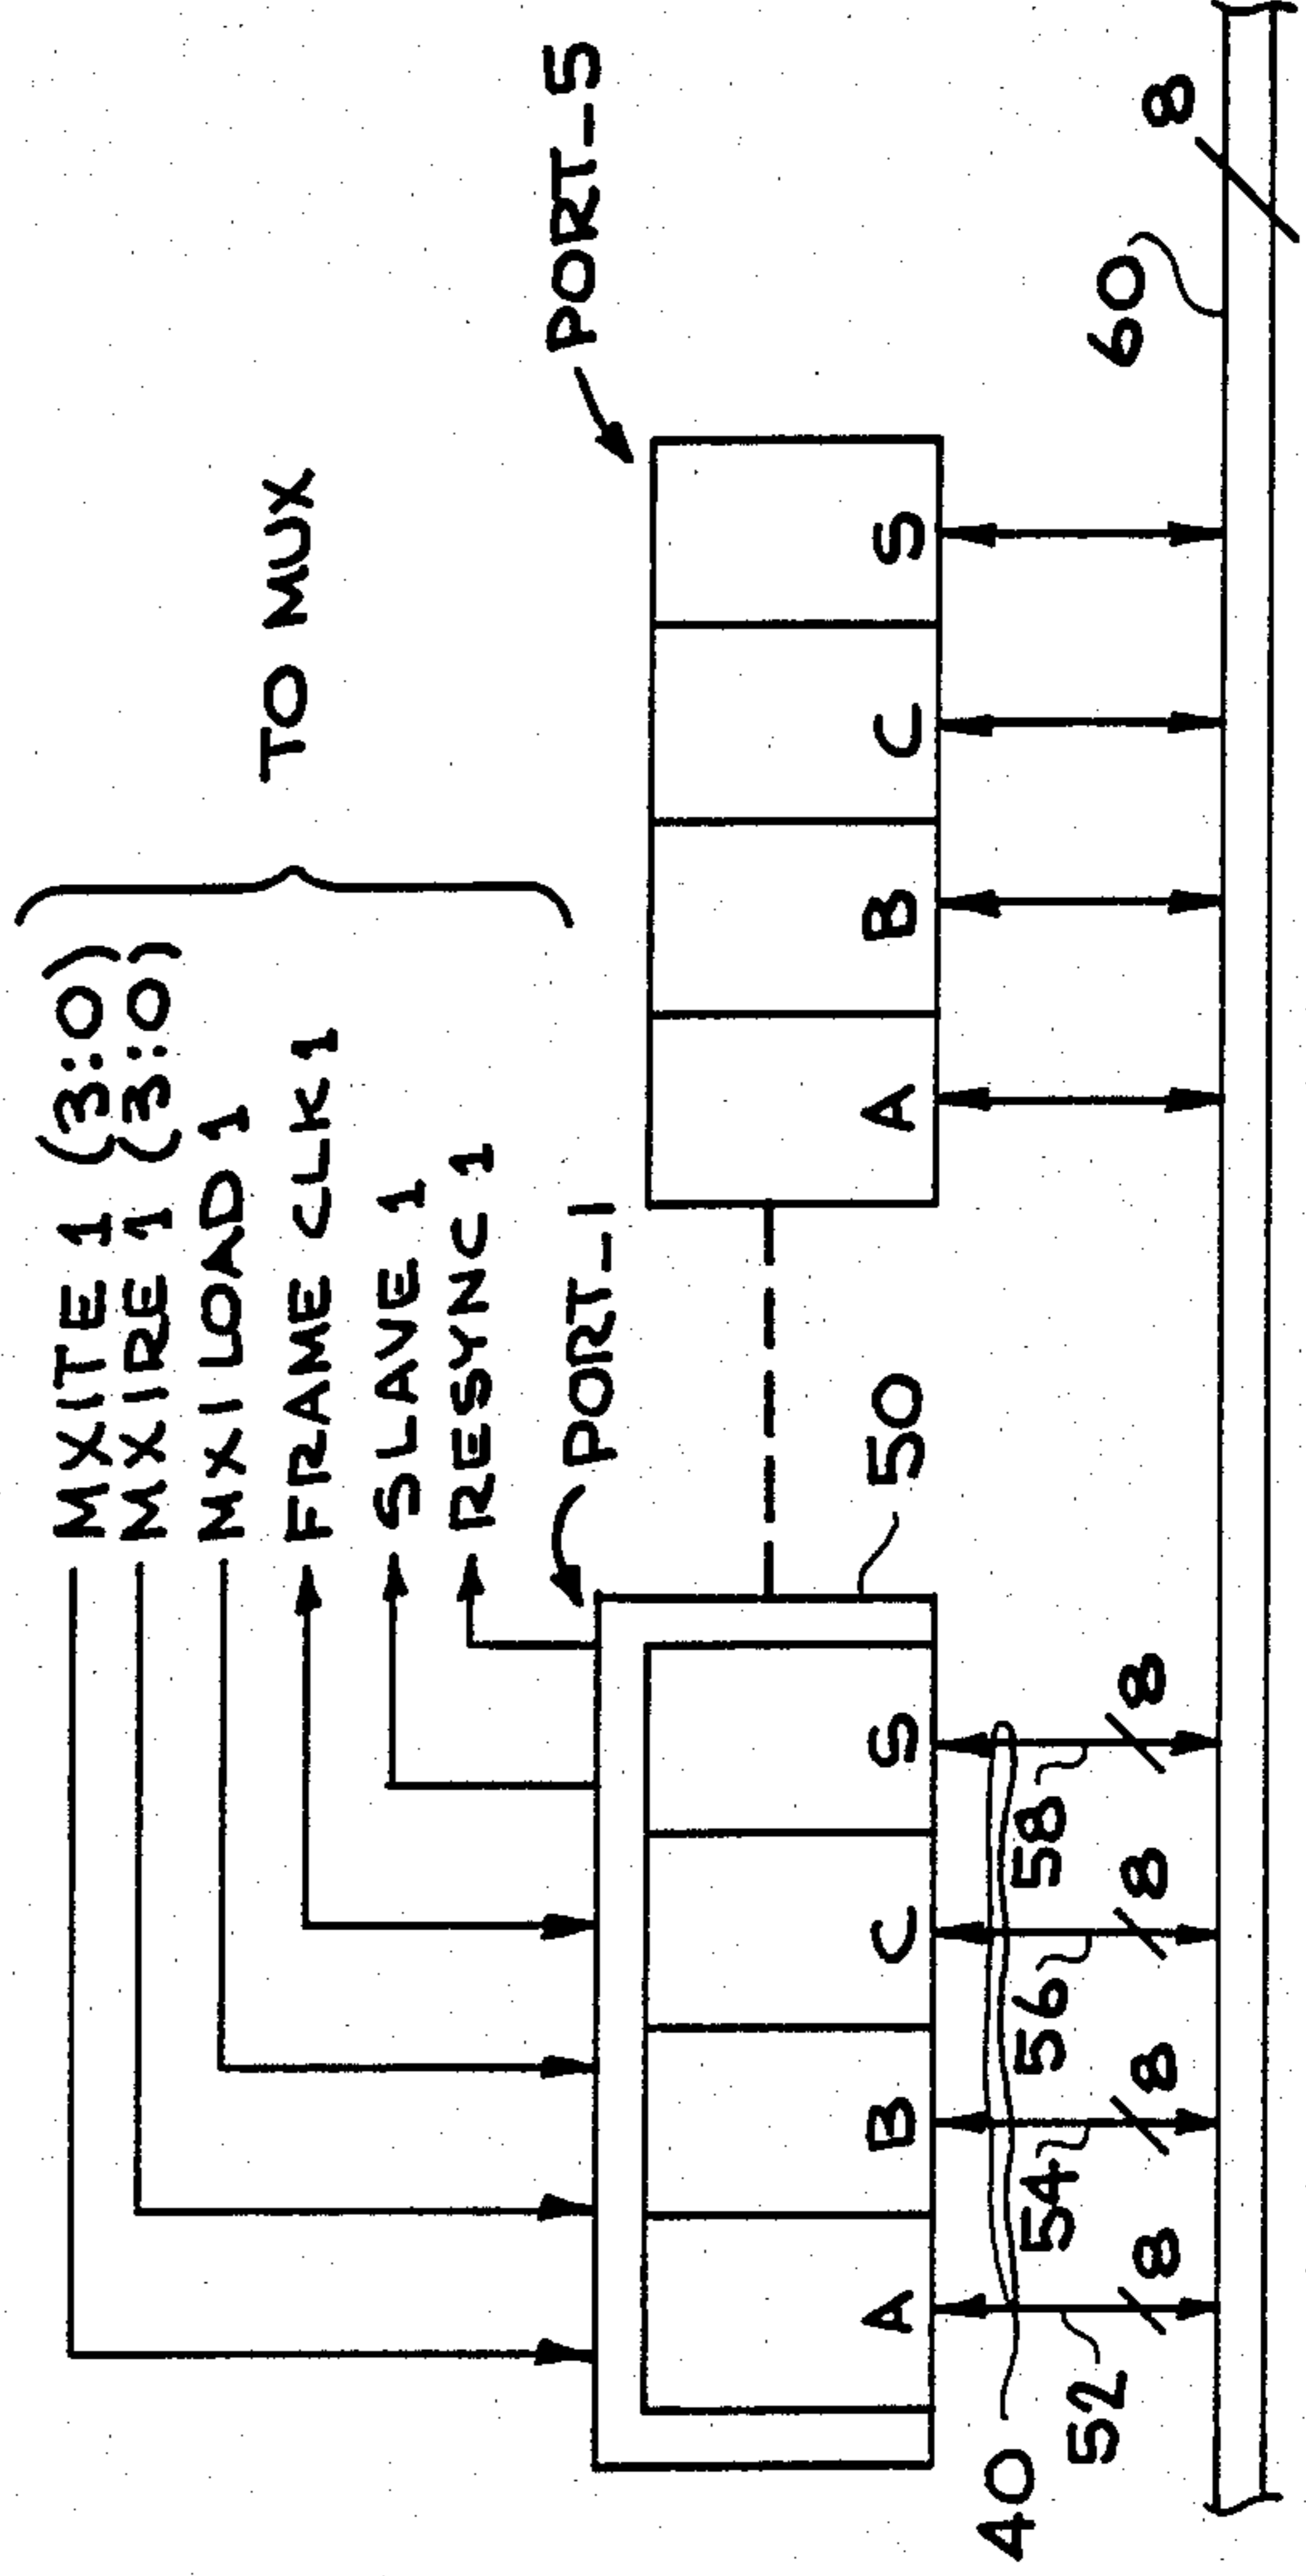 MXITE 1 (3:0)
MXIRE 1 (3:0)
MXI LOAD 1
FRAME CLK 1
SLAVE 1
RESYNC 1
TO MUX
PORT-1
PORT-5
A B C S
A B C S
50
40
52
54
56
58
8
8
8
8
60
8